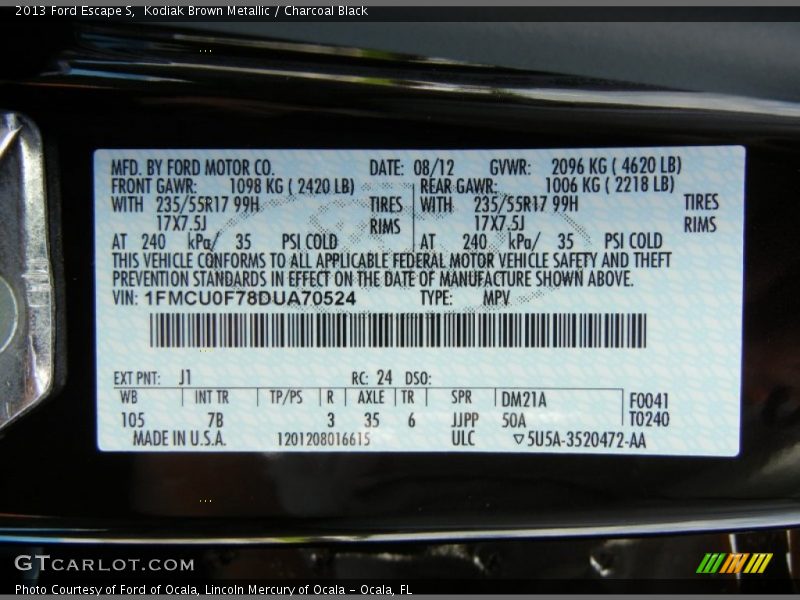 2013 Ford Escape S,  Kodiak Brown Metallic / Charcoal Black
MFD. BY FORD MOTOR CO. DATE: 08/12 GVWR: 2096 KG ( 4620 LB)
FRONT GAWR: 1098 KG ( 2420 LB) REAR GAWR: 1006 KG ( 2218 LB)
WITH 235/55R17 99H TIRES WITH 235/55R17 99H TIRES
17X7.5J RIMS 17X7.5J RIMS
AT 240 kPa/ 35 PSI COLD AT 240 kPa/ 35 PSI COLD
THIS VEHICLE CONFORMS TO ALL APPLICABLE FEDERAL MOTOR VEHICLE SAFETY AND THEFT
PREVENTION STANDARDS IN EFFECT ON THE DATE OF MANUFACTURE SHOWN ABOVE.
VIN: 1FMCU0F78DUA70524 TYPE: MPV
EXT PNT: J1 RC: 24 DSO:
WB INT TR TP/PS R AXLE TR SPR DM21A F0041
105 7B 3 35 6 JJPP 50A T0240
MADE IN U.S.A. 1201208016615 ULC ▽5U5A-3520472-AA
GTCARLOT.COM
Photo Courtesy of Ford of Ocala, Lincoln Mercury of Ocala - Ocala, FL